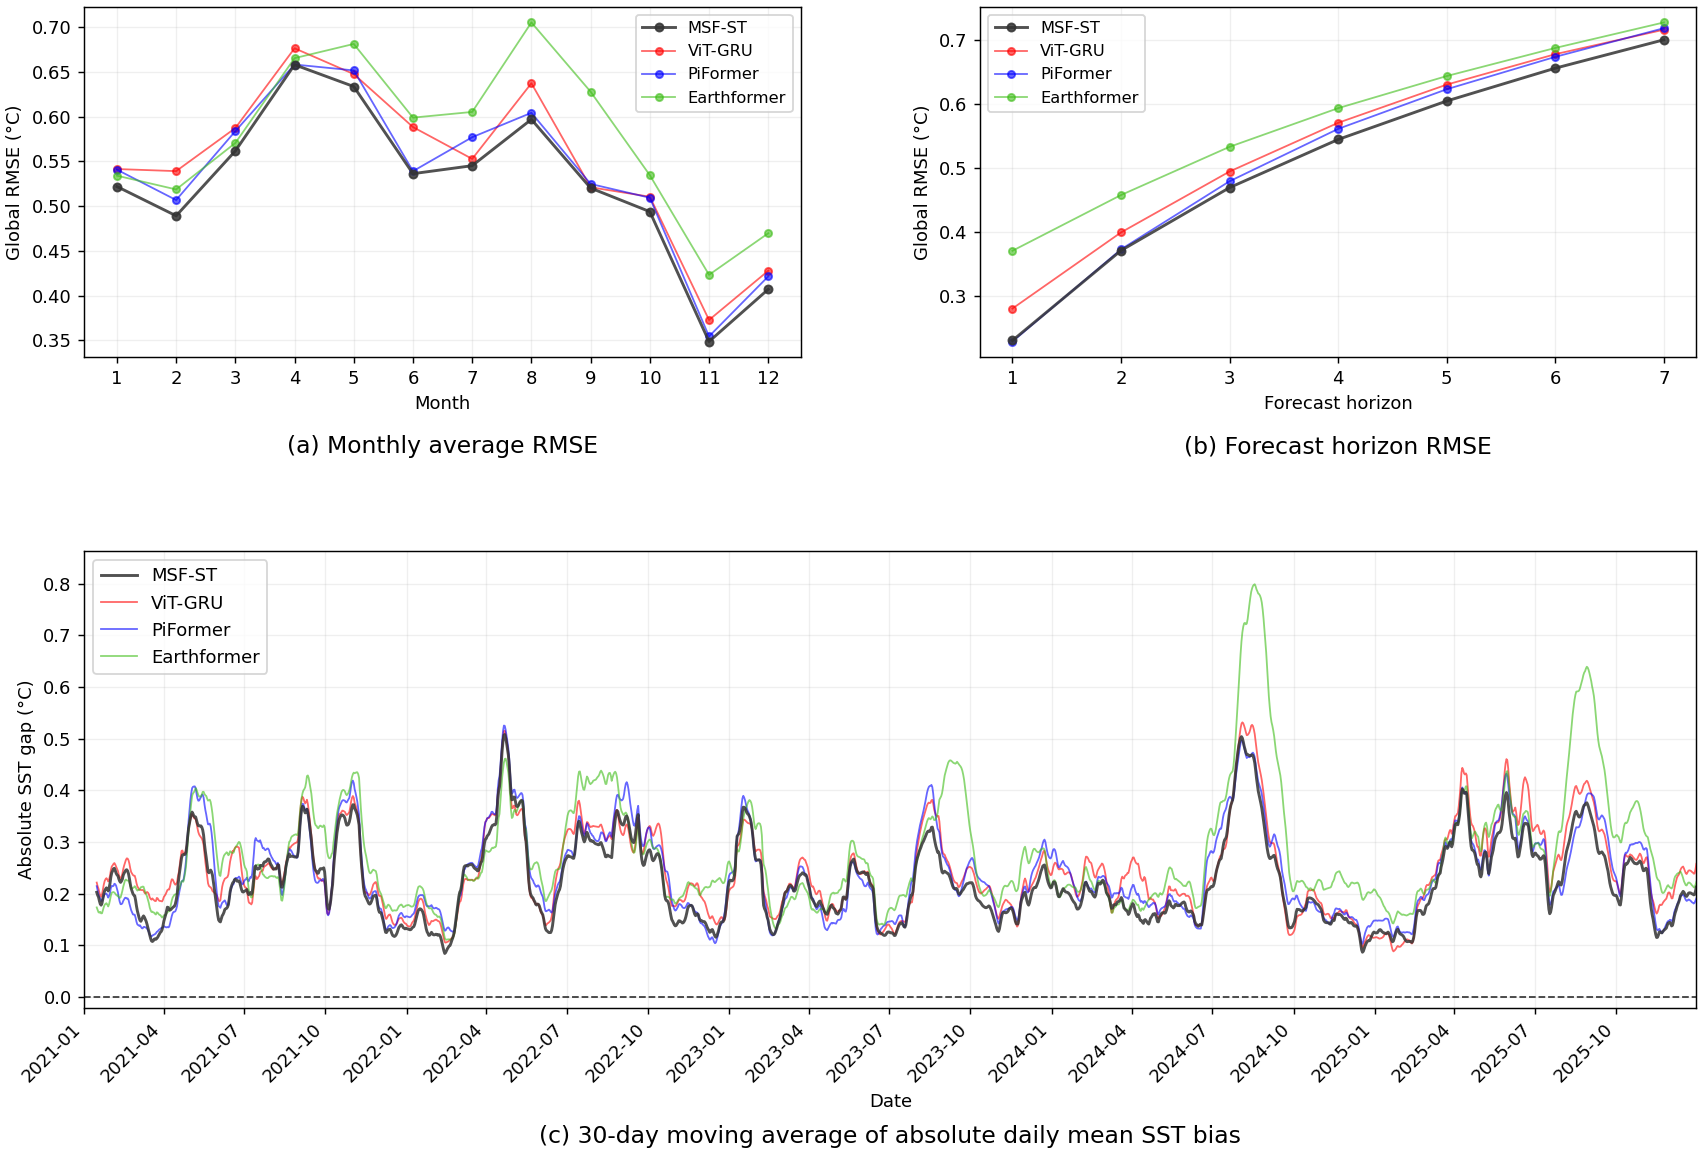 0.70
0.65
0.60
0.55
0.50
0.45
0.40
0.35
Global RMSE (°C)
MSF-ST
ViT-GRU
PiFormer
Earthformer
1 2 3 4 5 6 7 8 9 10 11 12
Month
(a) Monthly average RMSE
0.7
0.6
0.5
0.4
0.3
Global RMSE (°C)
MSF-ST
ViT-GRU
PiFormer
Earthformer
1 2 3 4 5 6 7
Forecast horizon
(b) Forecast horizon RMSE
0.8
0.7
0.6
0.5
0.4
0.3
0.2
0.1
0.0
Absolute SST gap (°C)
MSF-ST
ViT-GRU
PiFormer
Earthformer
2021-01 2021-04 2021-07 2021-10 2022-01 2022-04 2022-07 2022-10 2023-01 2023-04 2023-07 2023-10 2024-01 2024-04 2024-07 2024-10 2025-01 2025-04 2025-07 2025-10
Date
(c) 30-day moving average of absolute daily mean SST bias